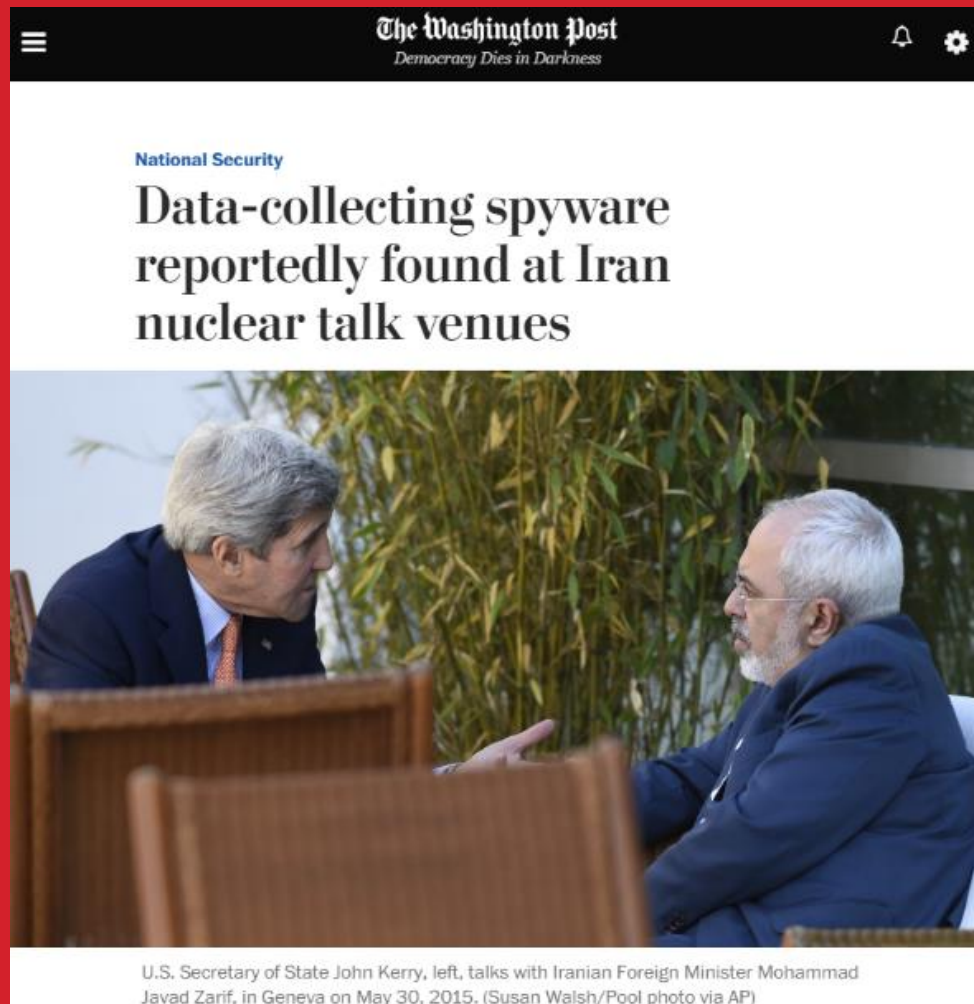 The Washington Post
Democracy Dies in Darkness
National Security
Data-collecting spyware
reportedly found at Iran
nuclear talk venues
U.S. Secretary of State John Kerry, left, talks with Iranian Foreign Minister Mohammad
Javad Zarif, in Geneva on May 30, 2015. (Susan Walsh/Pool photo via AP)